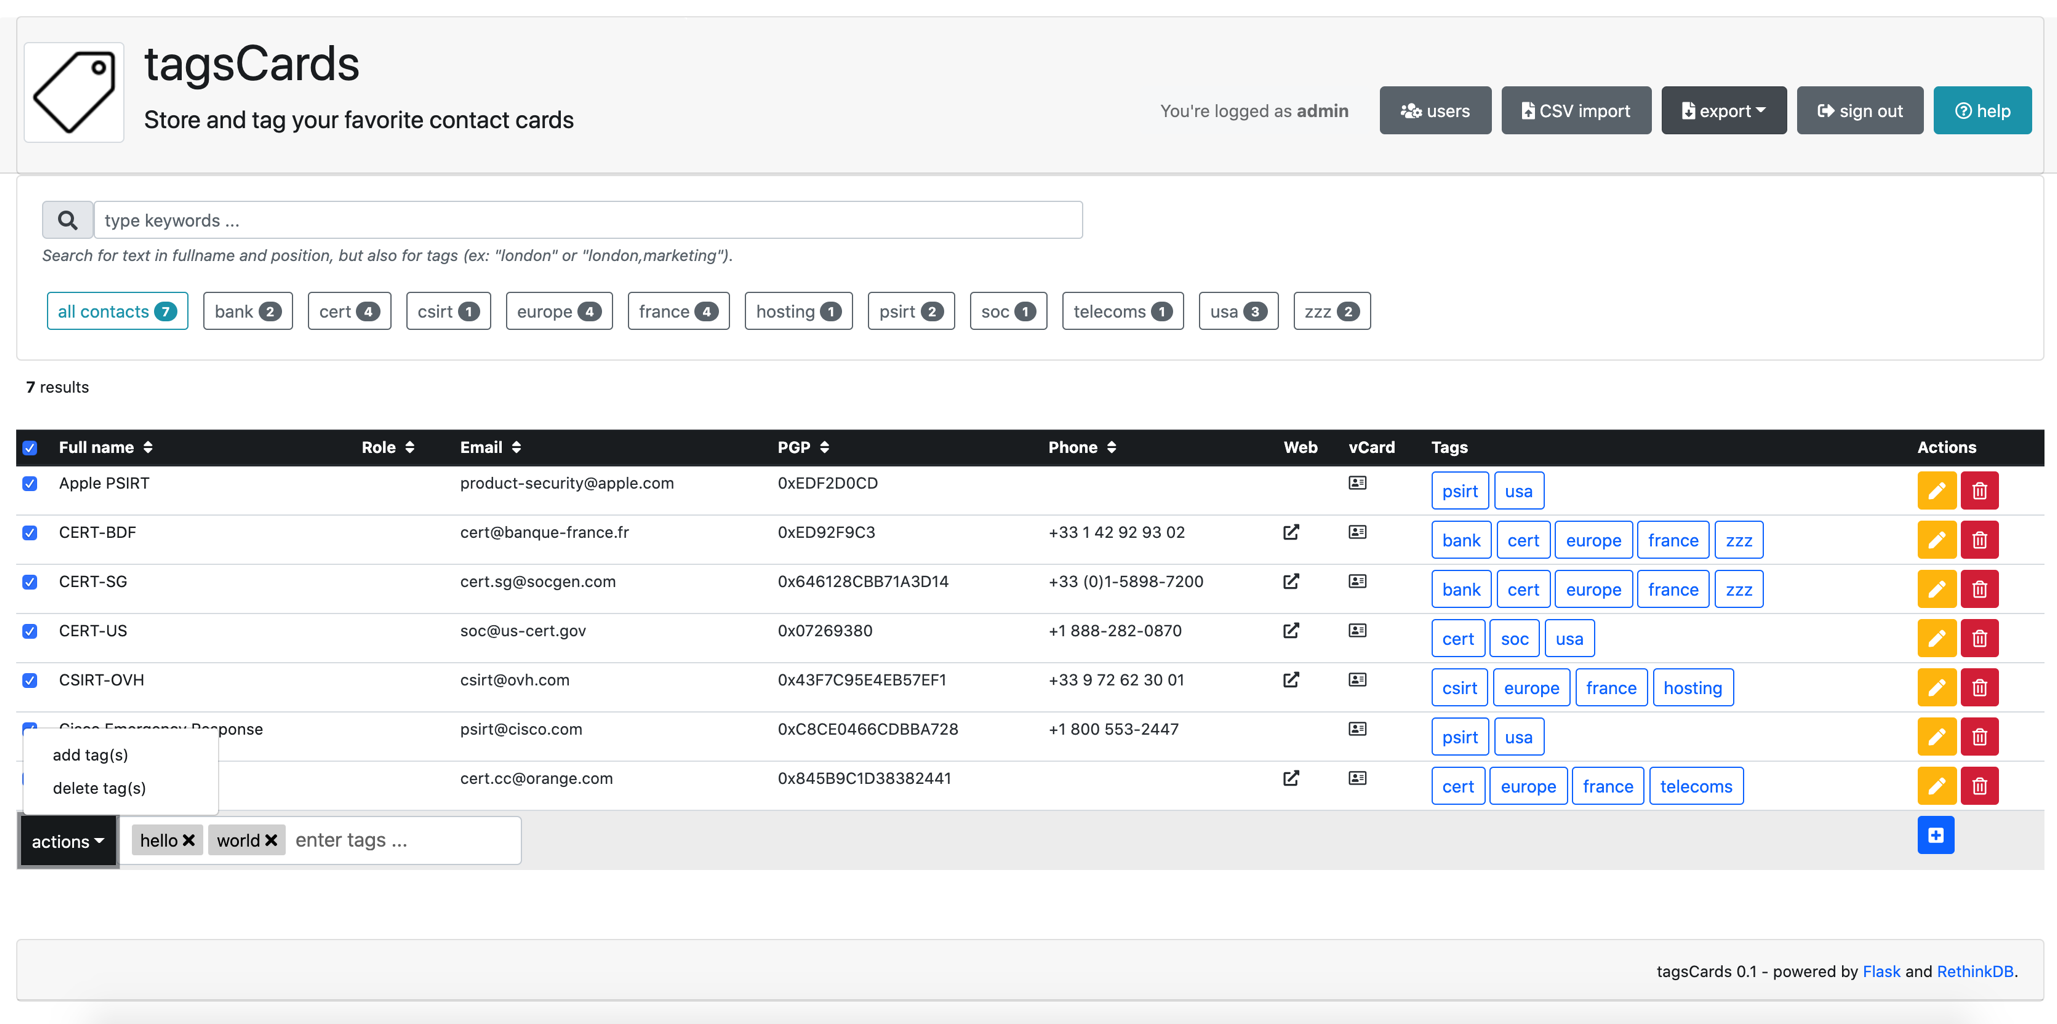 tagsCards
Store and tag your favorite contact cards
You're logged as admin users CSV import export sign out help
type keywords ...
Search for text in fullname and position, but also for tags (ex: "london" or "london,marketing").
all contacts 7 bank 2 cert 4 csirt 1 europe 4 france 4 hosting 1 psirt 2 soc 1 telecoms 1 usa 3 zzz 2
7 results
Full name Role Email PGP Phone Web vCard Tags Actions
Apple PSIRT product-security@apple.com 0xEDF2D0CD psirt usa
CERT-BDF cert@banque-france.fr 0xED92F9C3 +33 1 42 92 93 02 bank cert europe france zzz
CERT-SG cert.sg@socgen.com 0x646128CBB71A3D14 +33 (0)1-5898-7200 bank cert europe france zzz
CERT-US soc@us-cert.gov 0x07269380 +1 888-282-0870 cert soc usa
CSIRT-OVH csirt@ovh.com 0x43F7C95E4EB57EF1 +33 9 72 62 30 01 csirt europe france hosting
Cisco Emergency Response psirt@cisco.com 0xC8CE0466CDBBA728 +1 800 553-2447 psirt usa
add tag(s)
cert.cc@orange.com 0x845B9C1D38382441 cert europe france telecoms
delete tag(s)
actions hello world enter tags ...
tagsCards 0.1 - powered by Flask and RethinkDB.